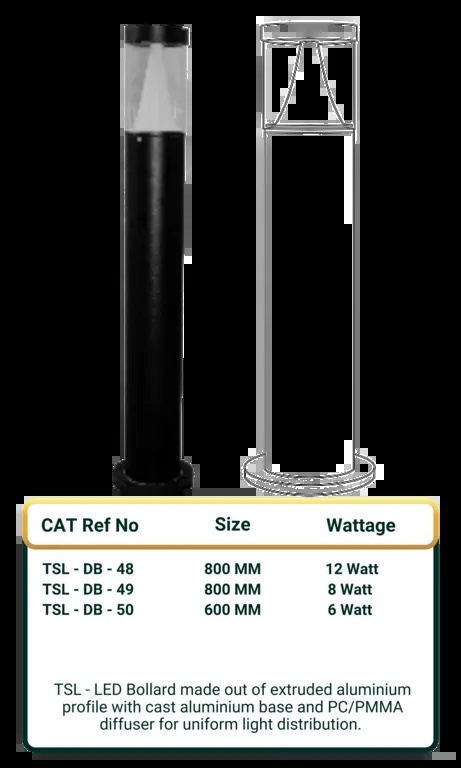 CAT Ref No Size Wattage
TSL - DB - 48 800 MM 12 Watt
TSL - DB - 49 800 MM 8 Watt
TSL - DB - 50 600 MM 6 Watt
TSL - LED Bollard made out of extruded aluminium
profile with cast aluminium base and PC/PMMA
diffuser for uniform light distribution.